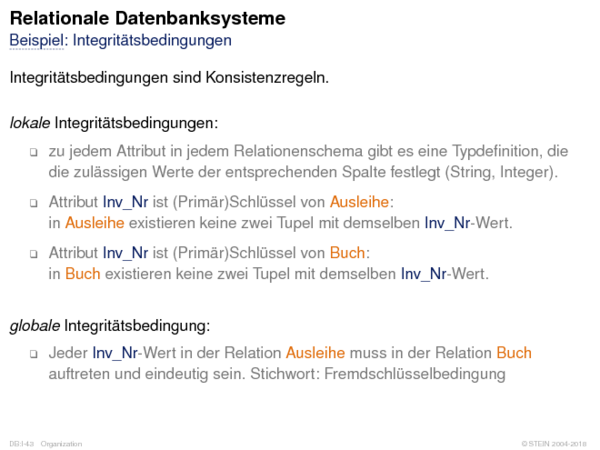 Relationale Datenbanksysteme
Beispiel: Integritätsbedingungen
Integritätsbedingungen sind Konsistenzregeln.
lokale Integritätsbedingungen:
❑ zu jedem Attribut in jedem Relationenschema gibt es eine Typdefinition, die
die zulässigen Werte der entsprechenden Spalte festlegt (String, Integer).
❑ Attribut Inv_Nr ist (Primär)Schlüssel von Ausleihe:
in Ausleihe existieren keine zwei Tupel mit demselben Inv_Nr-Wert.
❑ Attribut Inv_Nr ist (Primär)Schlüssel von Buch:
in Buch existieren keine zwei Tupel mit demselben Inv_Nr-Wert.
globale Integritätsbedingung:
❑ Jeder Inv_Nr-Wert in der Relation Ausleihe muss in der Relation Buch
auftreten und eindeutig sein. Stichwort: Fremdschlüsselbedingung
Organization © STEIN 2004-2018